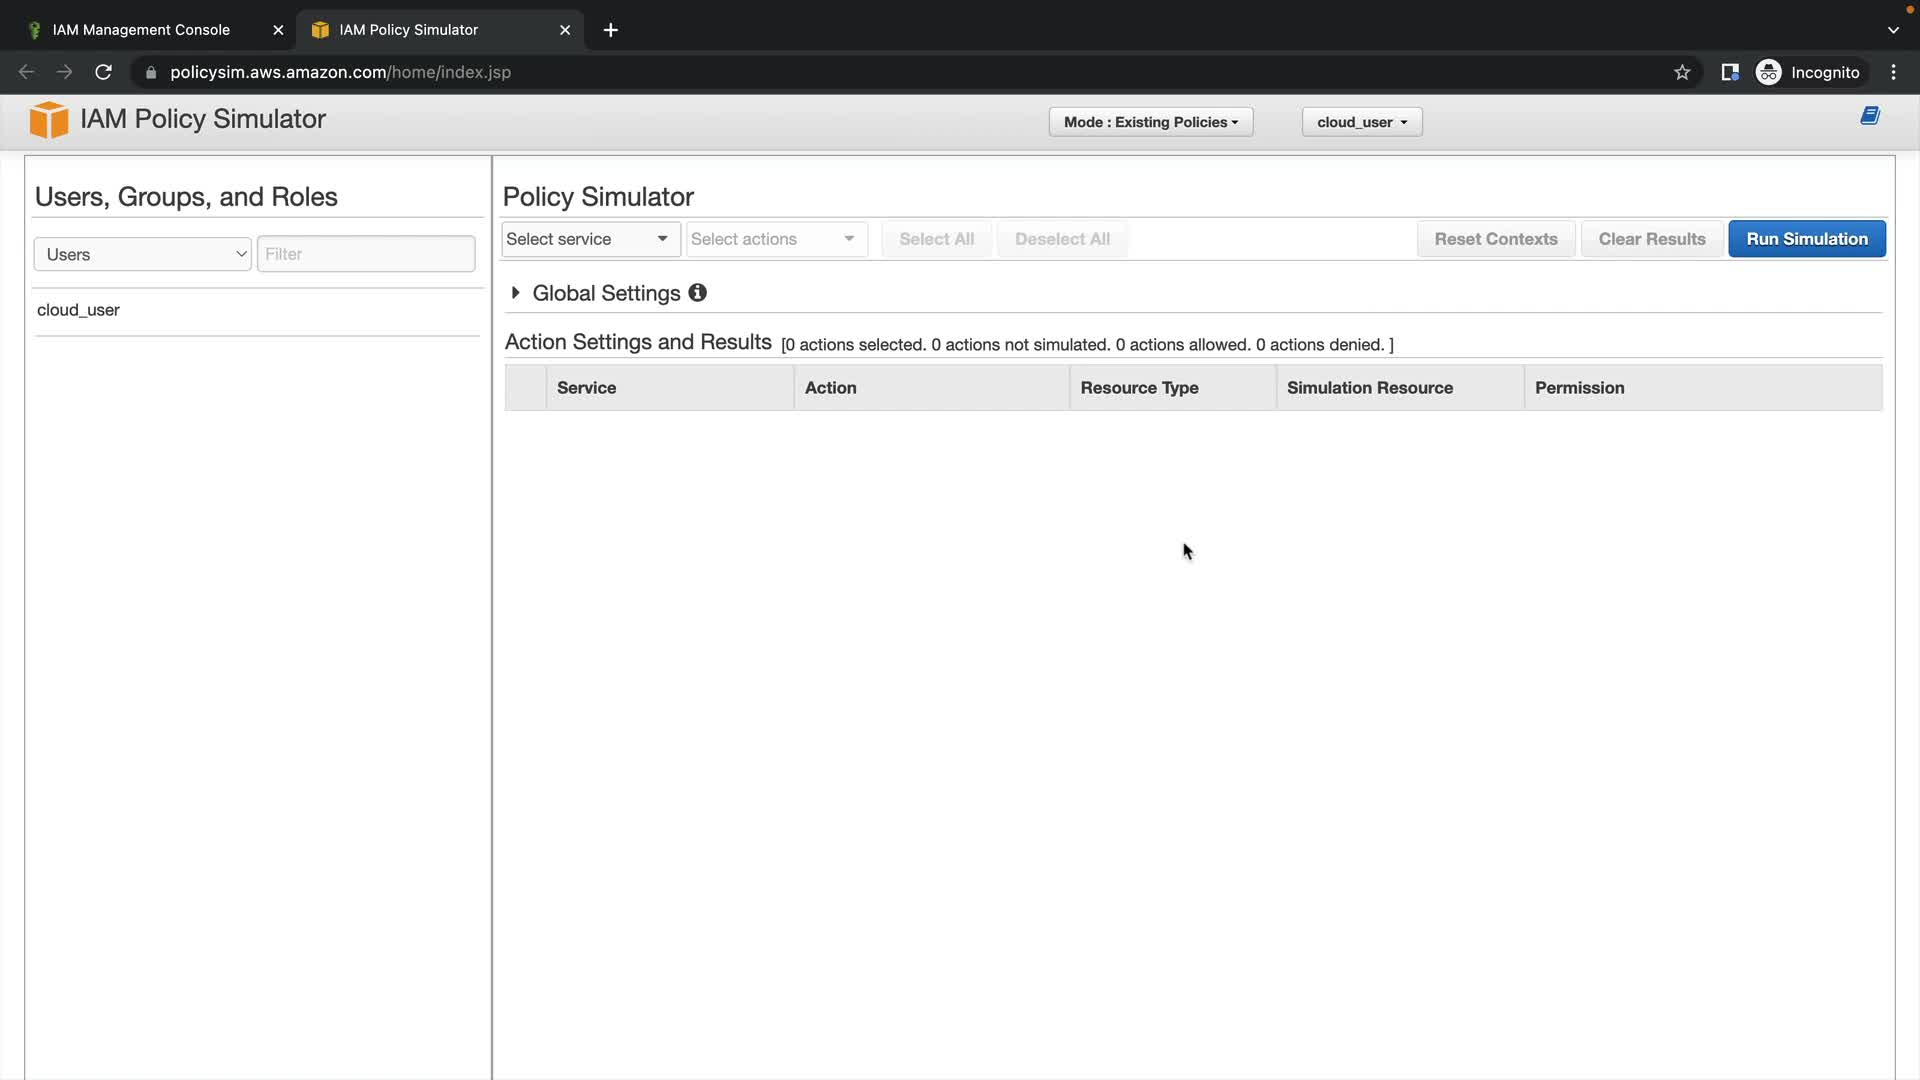 IAM Management Console
IAM Policy Simulator
policysim.aws.amazon.com/home/index.jsp
Incognito
IAM Policy Simulator
Mode : Existing Policies
cloud_user
Users, Groups, and Roles
Users
Filter
cloud_user
Policy Simulator
Select service
Select actions
Select All
Deselect All
Reset Contexts
Clear Results
Run Simulation
Global Settings
Action Settings and Results [0 actions selected. 0 actions not simulated. 0 actions allowed. 0 actions denied. ]
Service
Action
Resource Type
Simulation Resource
Permission